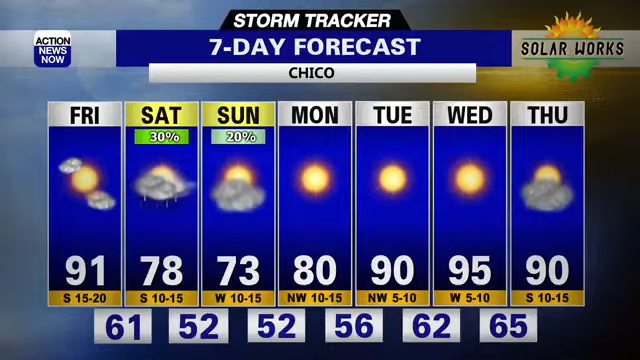 STORM TRACKER
ACTION
NEWS
NOW
7-DAY FORECAST
SOLAR WORKS
CHICO
FRI SAT SUN MON TUE WED THU
30% 20%
91 78 73 80 90 95 90
S 15-20 S 10-15 W 10-15 NW 10-15 NW 5-10 W 5-10 S 10-15
61 52 52 56 62 65